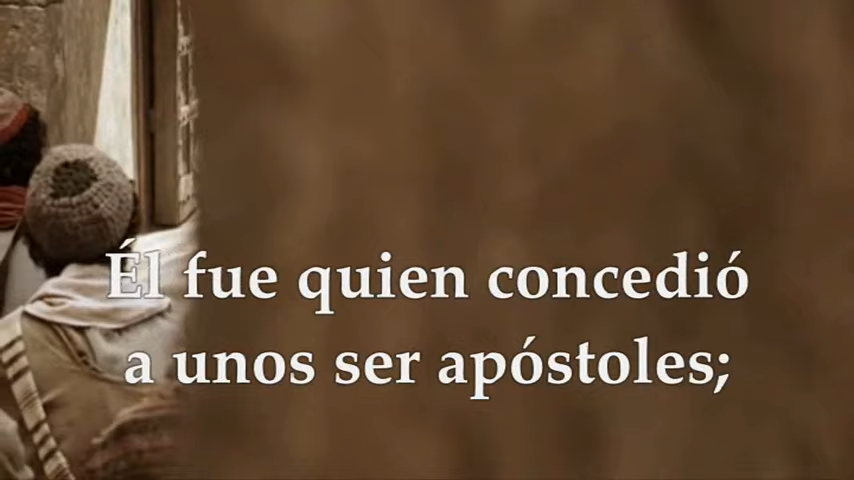 Él fue quien concedió
a unos ser apóstoles;